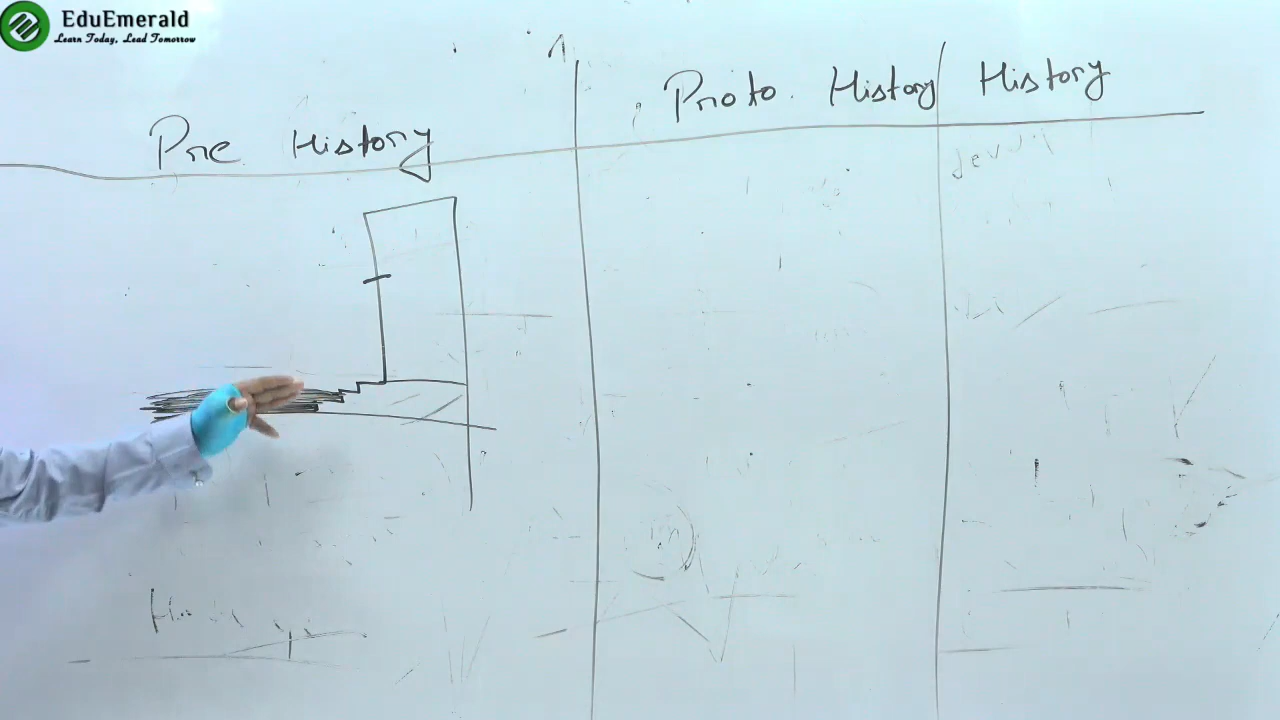 EduEmerald
Learn Today, Lead Tomorrow
Pre History
Proto. History
History